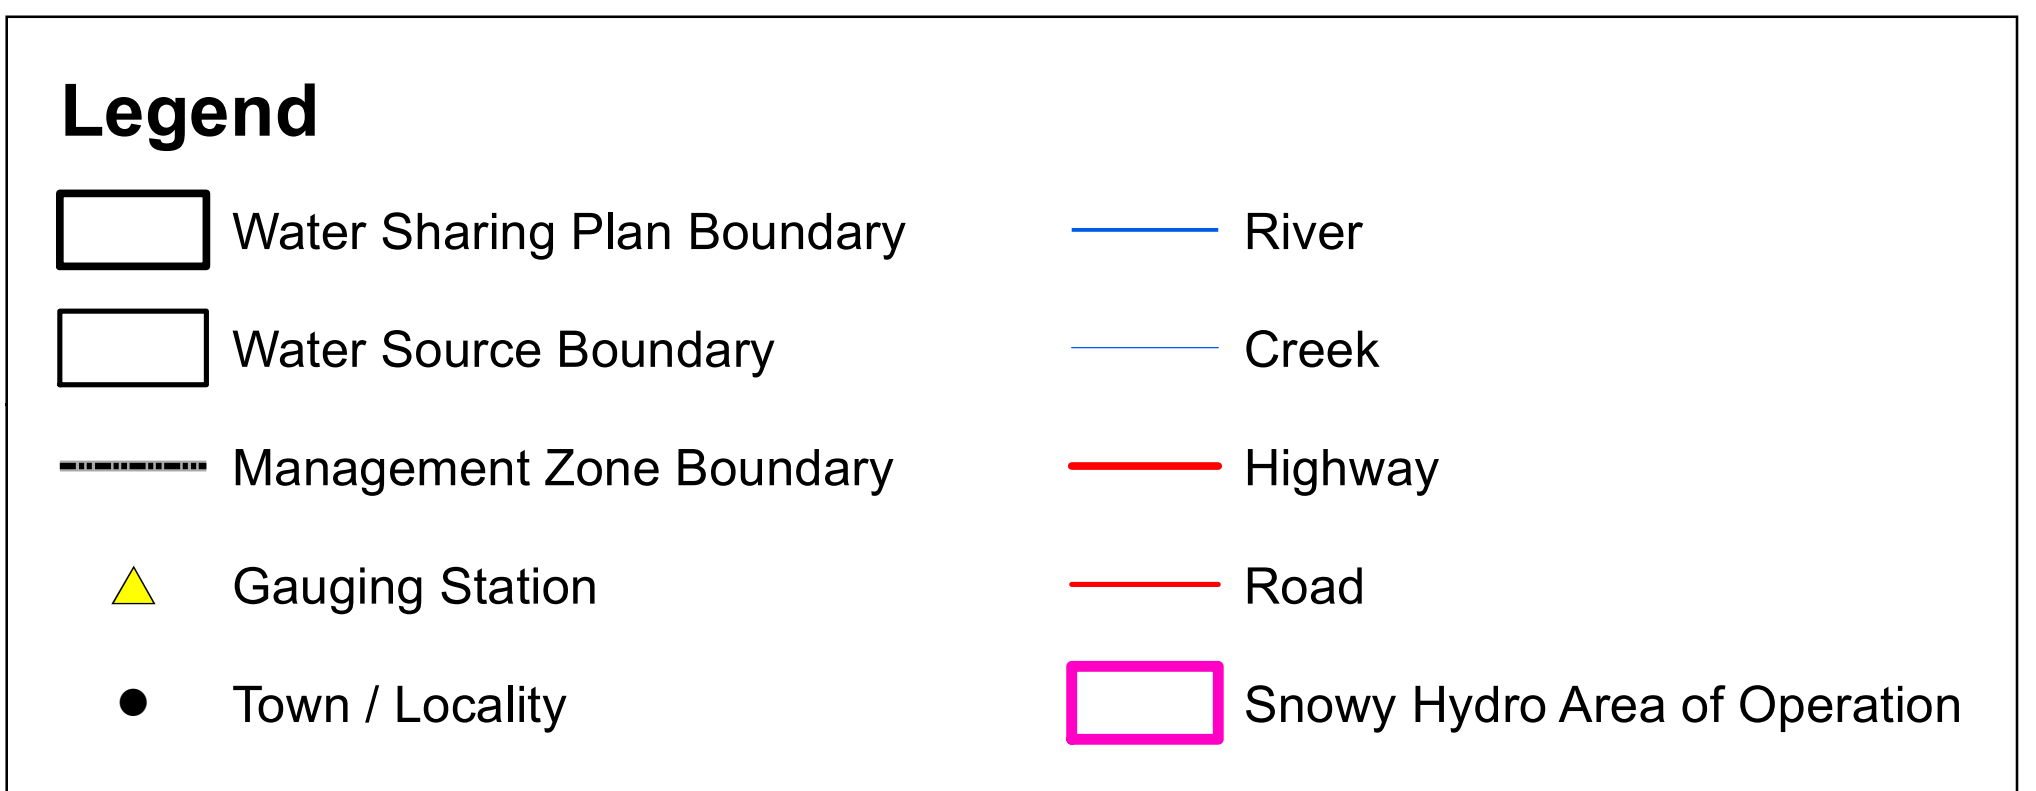 Legend
Water Sharing Plan Boundary
Water Source Boundary
Management Zone Boundary
Gauging Station
Town / Locality
River
Creek
Highway
Road
Snowy Hydro Area of Operation